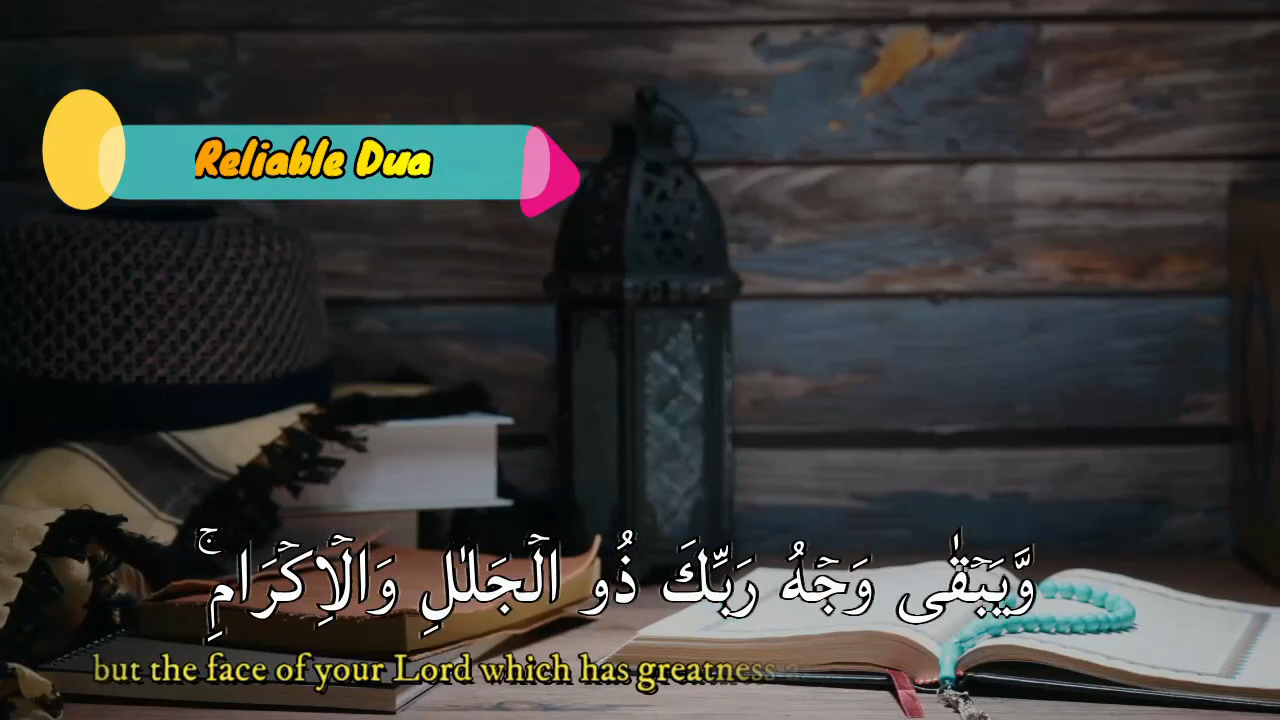 Reliable Dua
وَّيَبۡقٰى وَجۡهُ رَبِّكَ ذُو الۡجَلٰلِ وَالۡاِكۡرَامِ​ۚ
but the face of your Lord which has greatness